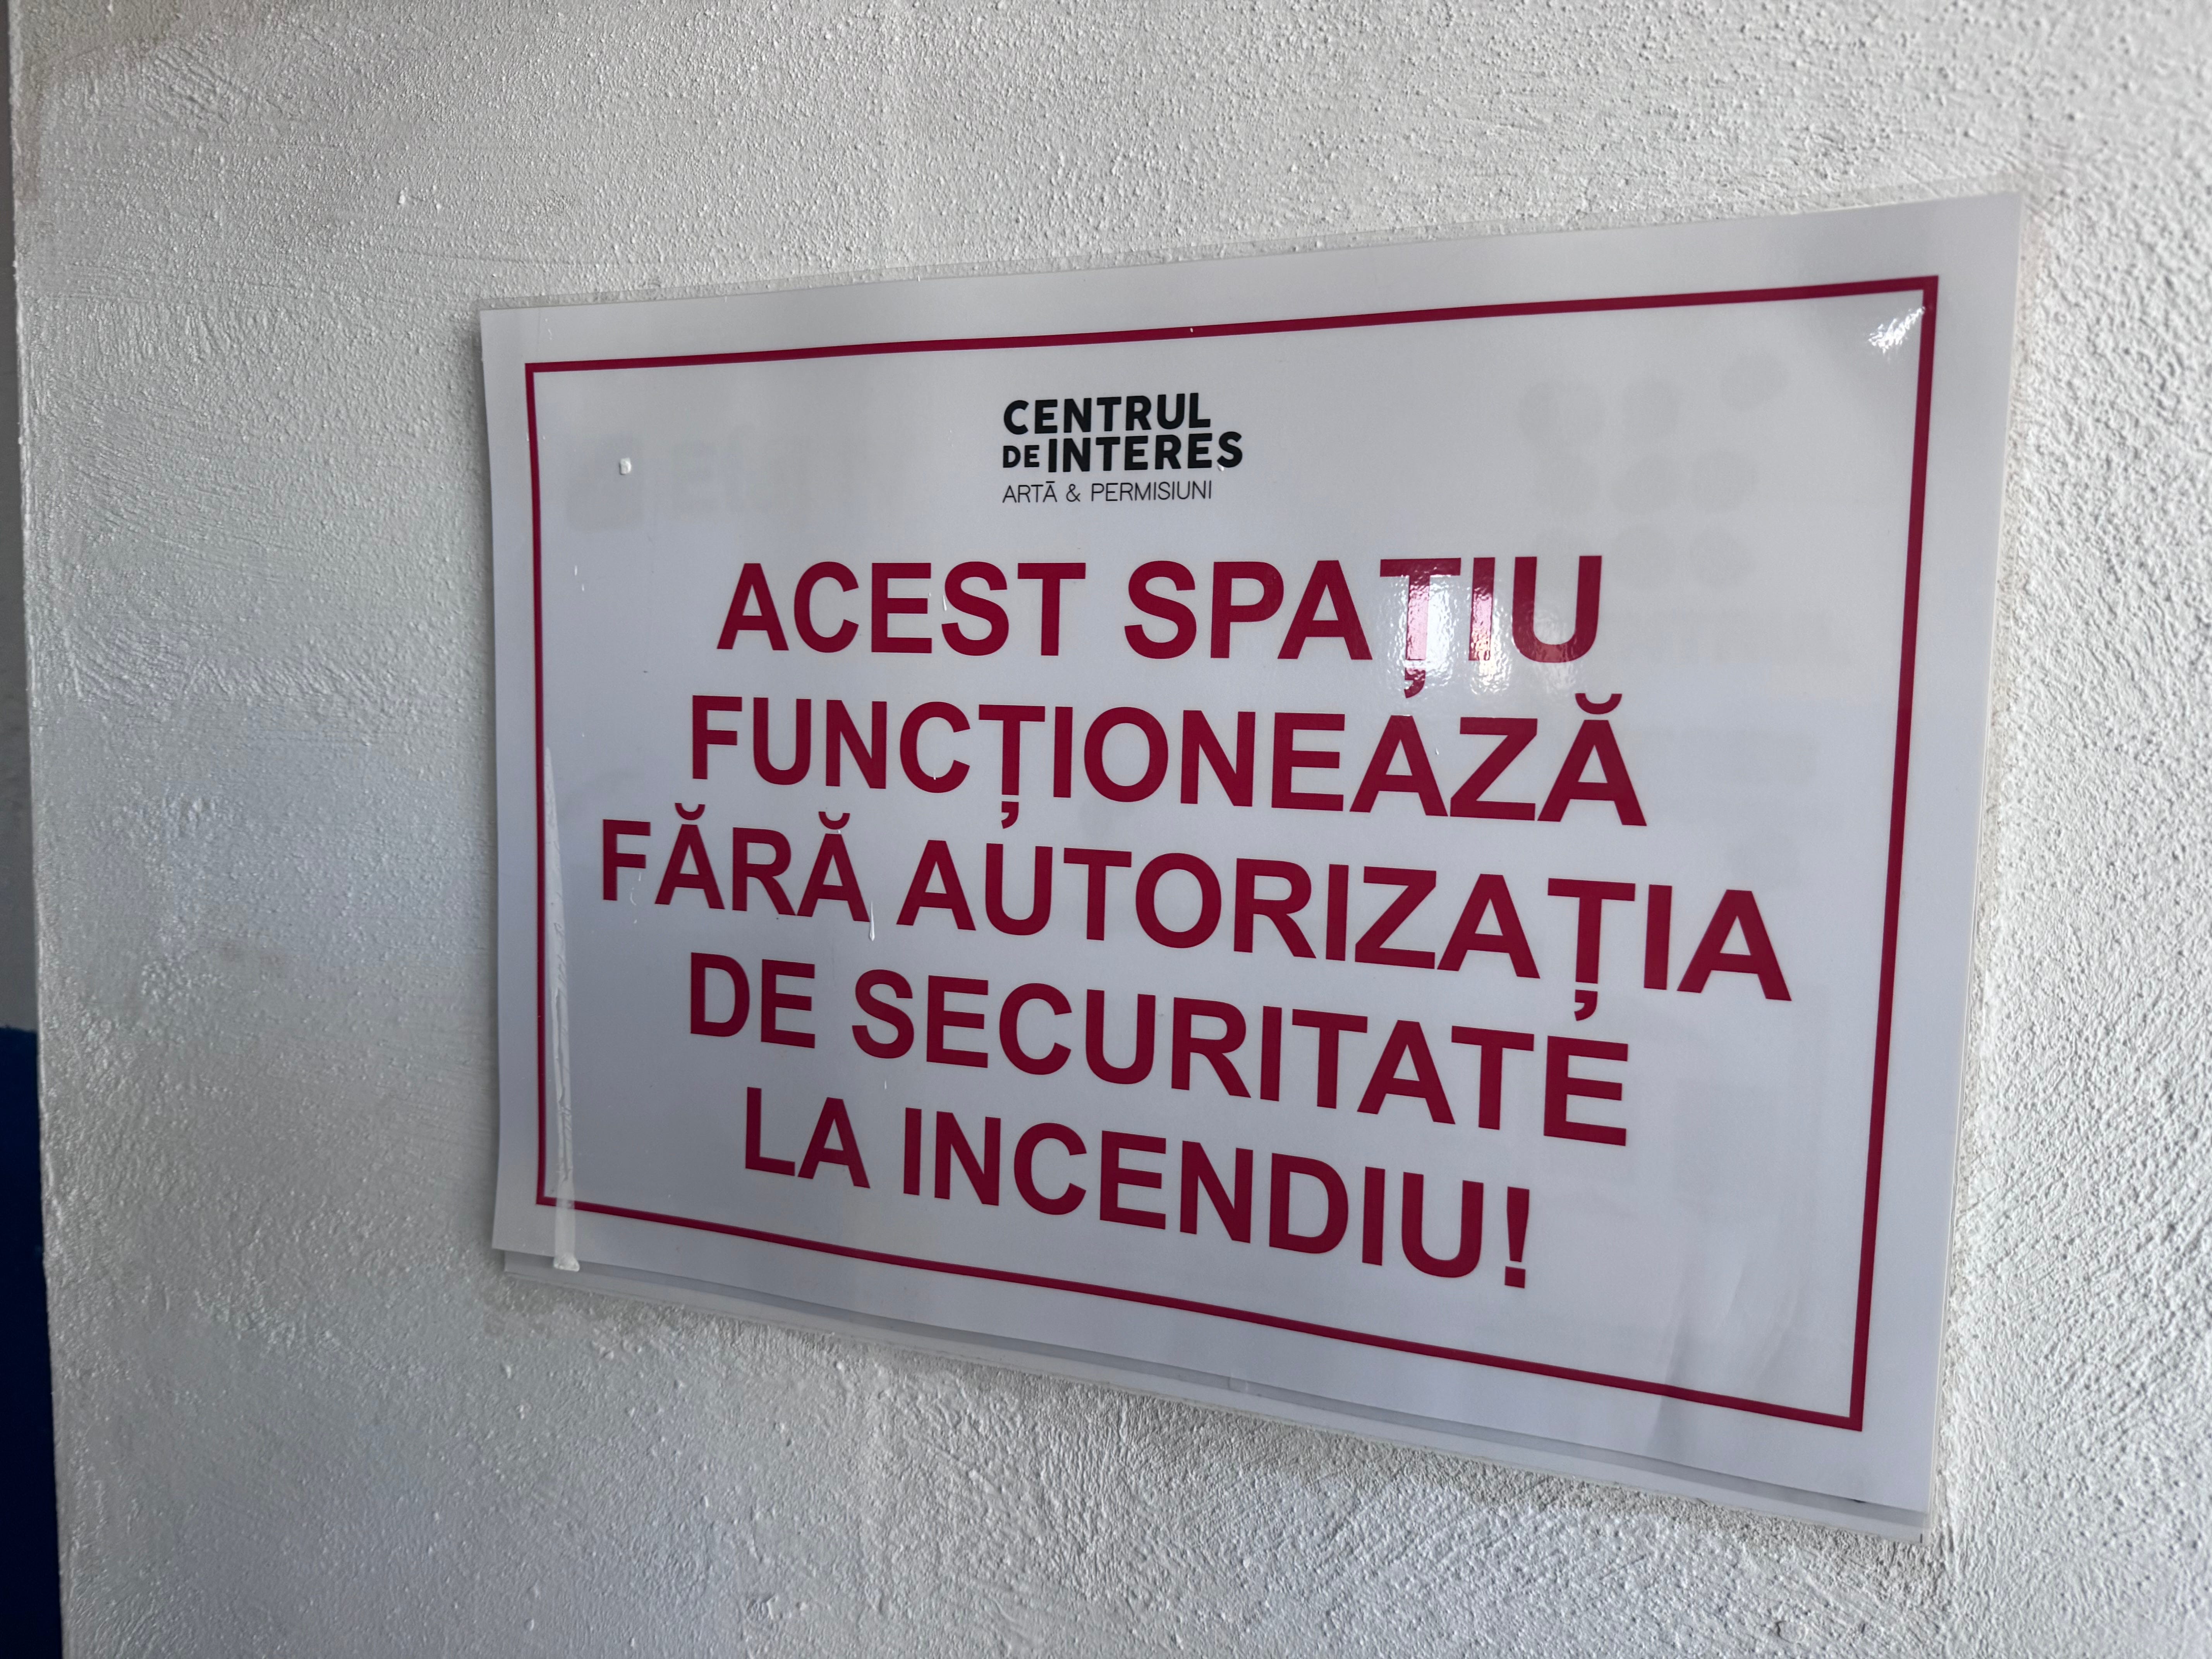 CENTRUL
DE INTERES
ARTĂ & PERMISIUNI
ACEST SPAȚIU
FUNCȚIONEAZĂ
FĂRĂ AUTORIZAȚIA
DE SECURITATE
LA INCENDIU!